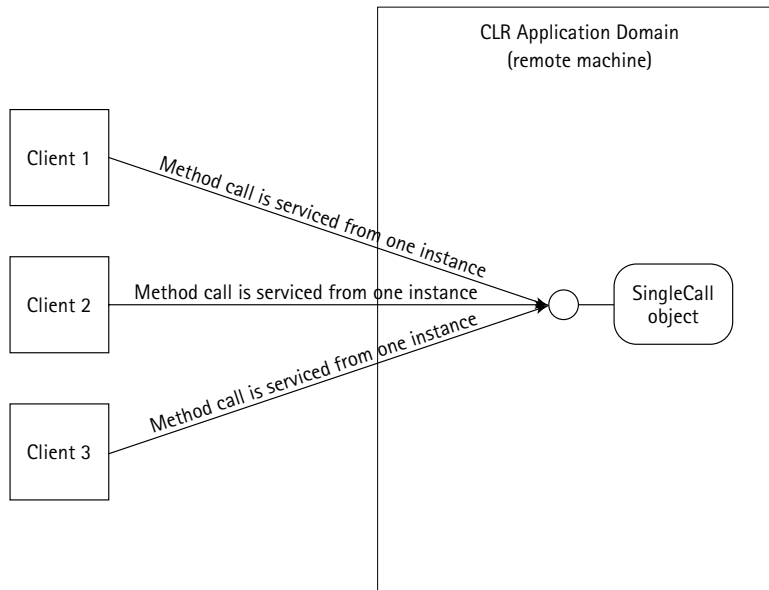 CLR Application Domain
(remote machine)
Client 1
Method call is serviced from one instance
Client 2
Method call is serviced from one instance
SingleCall
object
Client 3
Method call is serviced from one instance